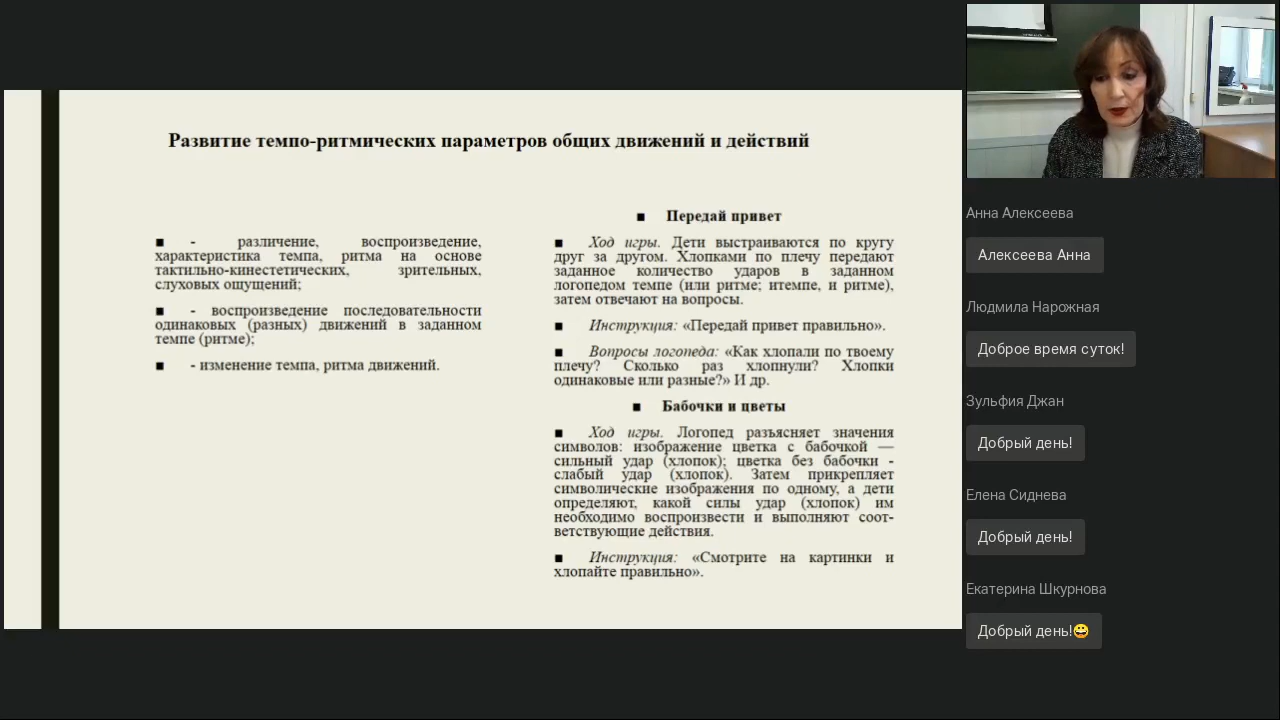 Развитие темпо-ритмических параметров общих движений и действий
■ - различение, воспроизведение,
характеристика темпа, ритма на основе
тактильно-кинестетических, зрительных,
слуховых ощущений;
■ - воспроизведение последовательности
одинаковых (разных) движений в заданном
темпе (ритме);
■ - изменение темпа, ритма движений.
■ Передай привет
■ Ход игры. Дети выстраиваются по кругу
друг за другом. Хлопками по плечу передают
заданное количество ударов в заданном
логопедом темпе (или ритме; итемпе, и ритме),
затем отвечают на вопросы.
■ Инструкция: «Передай привет правильно».
■ Вопросы логопеда: «Как хлопали по твоему
плечу? Сколько раз хлопнули? Хлопки
одинаковые или разные?» И др.
■ Бабочки и цветы
■ Ход игры. Логопед разъясняет значения
символов: изображение цветка с бабочкой —
сильный удар (хлопок); цветка без бабочки -
слабый удар (хлопок). Затем прикрепляет
символические изображения по одному, а дети
определяют, какой силы удар (хлопок) им
необходимо воспроизвести и выполняют соот-
ветствующие действия.
■ Инструкция: «Смотрите на картинки и
хлопайте правильно».
Анна Алексеева
Алексеева Анна
Людмила Нарожная
Доброе время суток!
Зульфия Джан
Добрый день!
Елена Сиднева
Добрый день!
Екатерина Шкурнова
Добрый день!😀